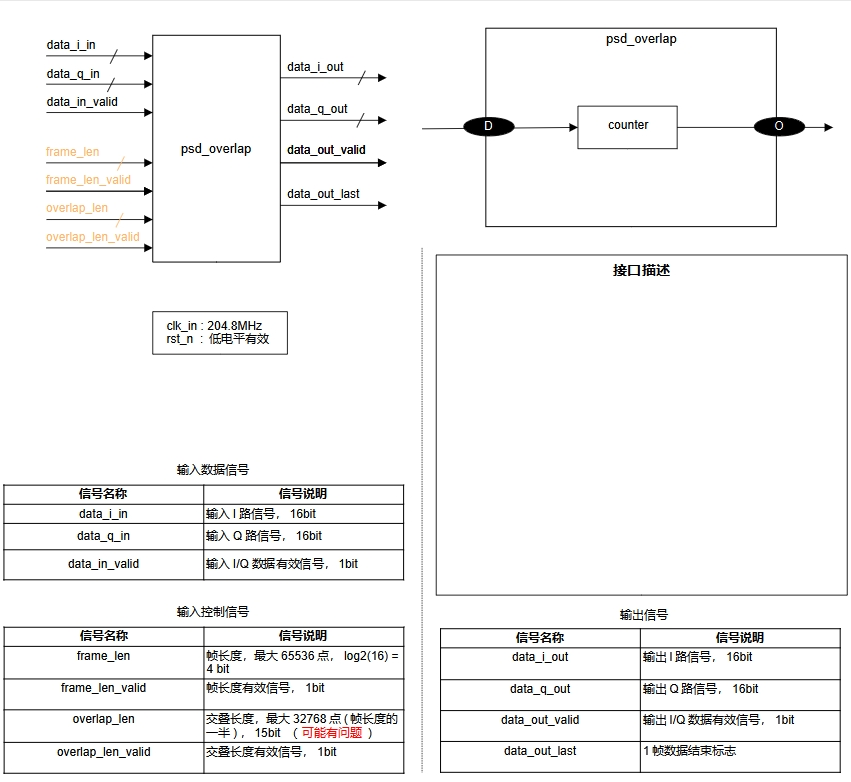 data_i_in
data_q_in
data_in_valid
frame_len
frame_len_valid
overlap_len
overlap_len_valid
psd_overlap
data_i_out
data_q_out
data_out_valid
data_out_last
clk_in : 204.8MHz
rst_n : 低电平有效
psd_overlap
D
counter
O
接口描述
输入数据信号
信号名称 信号说明
data_i_in 输入 I 路信号， 16bit
data_q_in 输入 Q 路信号， 16bit
data_in_valid 输入 I/Q 数据有效信号， 1bit
输入控制信号
信号名称 信号说明
frame_len 帧长度，最大 65536 点， log2(16) =
4 bit
frame_len_valid 帧长度有效信号， 1bit
overlap_len 交叠长度，最大 32768 点 ( 帧长度的
一半 ) ， 15bit （ 可能有问题 ）
overlap_len_valid 交叠长度有效信号， 1bit
输出信号
信号名称 信号说明
data_i_out 输出 I 路信号， 16bit
data_q_out 输出 Q 路信号， 16bit
data_out_valid 输出 I/Q 数据有效信号， 1bit
data_out_last 1 帧数据结束标志